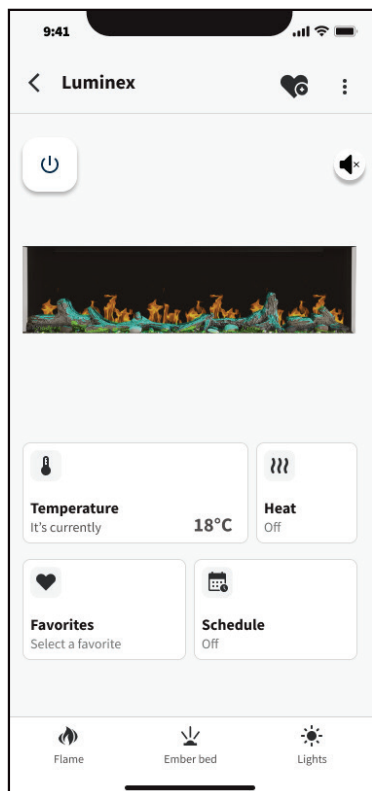 9:41
Luminex
Temperature
It's currently 18°C
Heat
Off
Favorites
Select a favorite
Schedule
Off
Flame Ember bed Lights